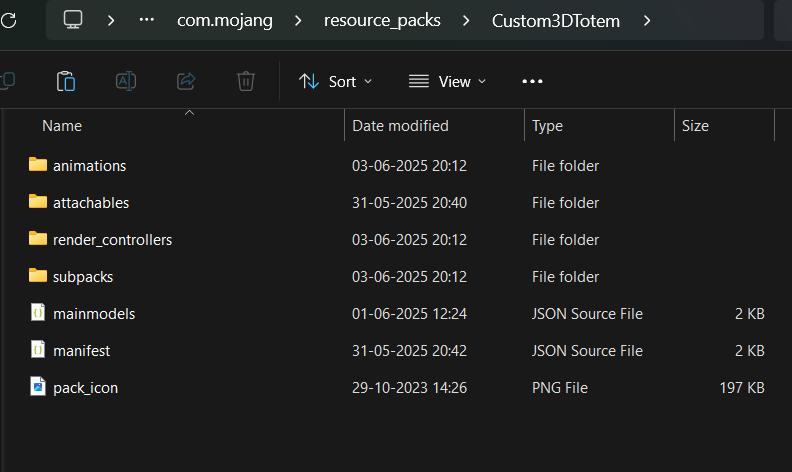 com.mojang > resource_packs > Custom3DTotem >
Sort View
Name Date modified Type Size
animations 03-06-2025 20:12 File folder
attachables 31-05-2025 20:40 File folder
render_controllers 03-06-2025 20:12 File folder
subpacks 03-06-2025 20:12 File folder
mainmodels 01-06-2025 12:24 JSON Source File 2 KB
manifest 31-05-2025 20:42 JSON Source File 2 KB
pack_icon 29-10-2023 14:26 PNG File 197 KB